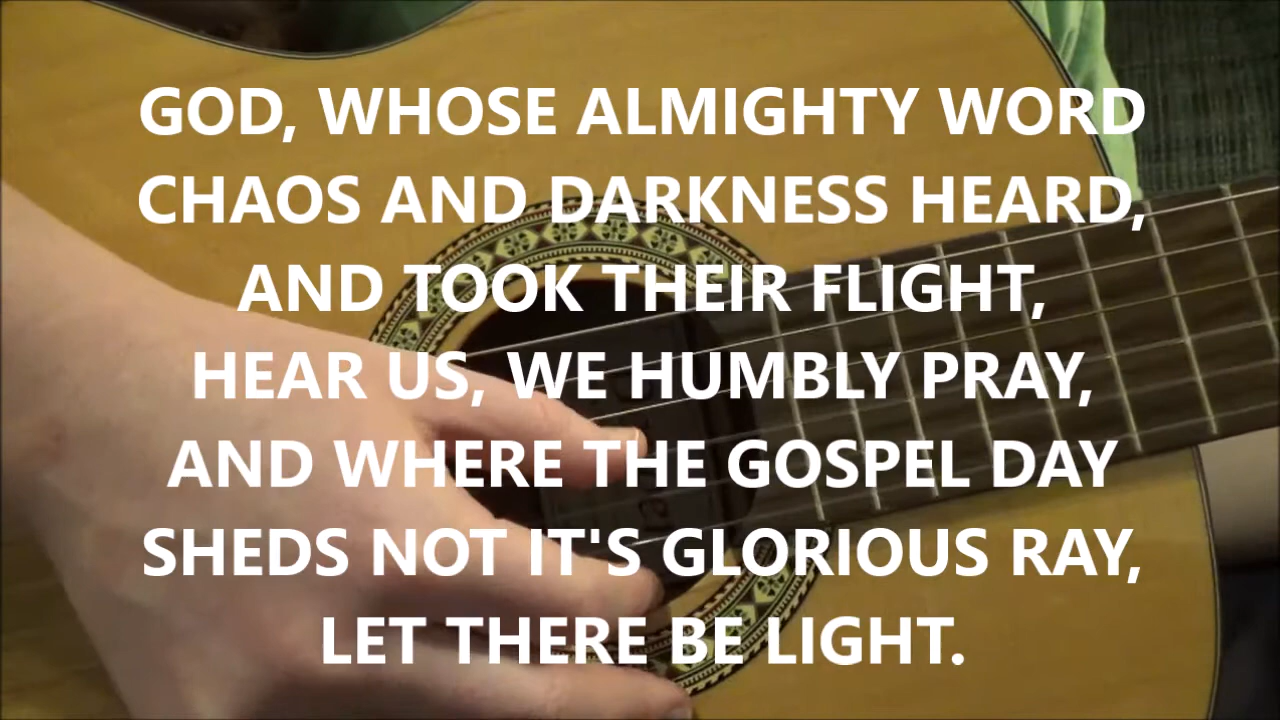 GOD, WHOSE ALMIGHTY WORD
CHAOS AND DARKNESS HEARD,
AND TOOK THEIR FLIGHT,
HEAR US, WE HUMBLY PRAY,
AND WHERE THE GOSPEL DAY
SHEDS NOT IT'S GLORIOUS RAY,
LET THERE BE LIGHT.